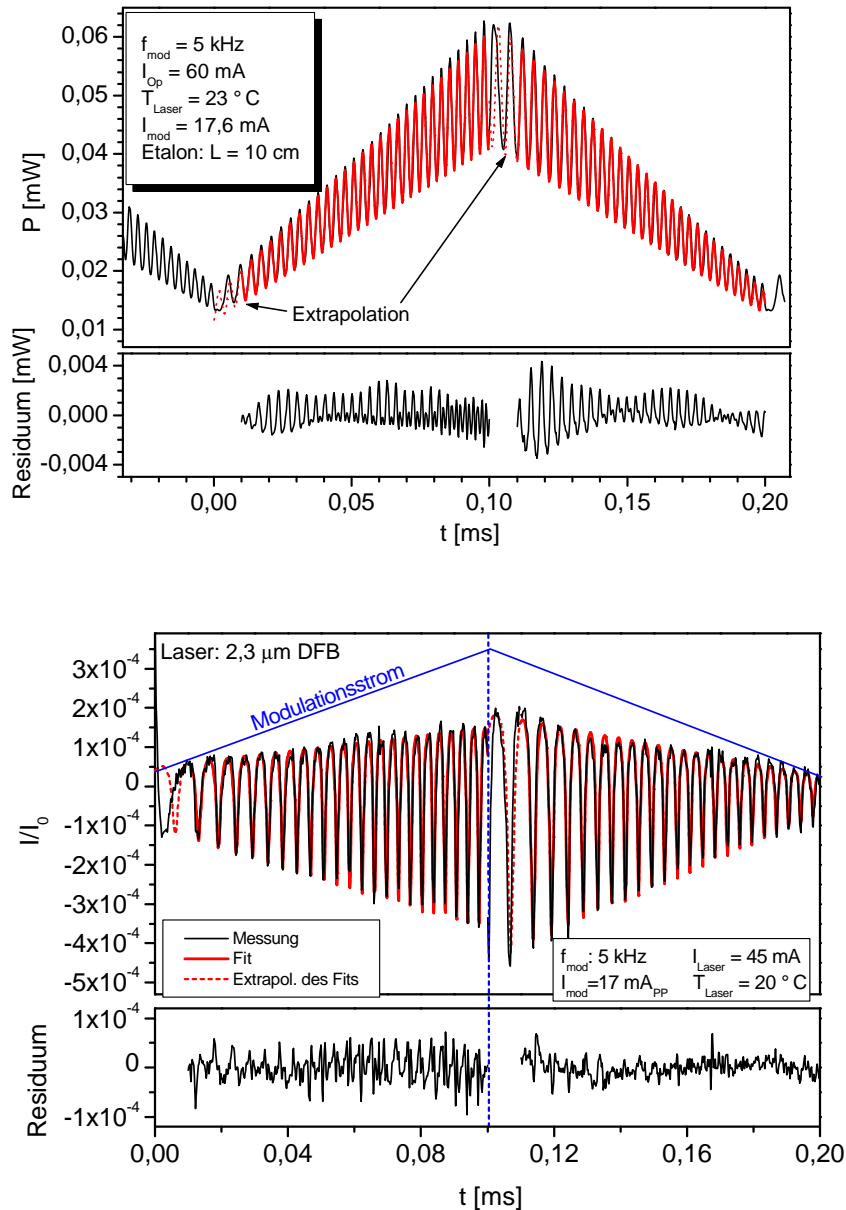 f_mod = 5 kHz
I_Op = 60 mA
T_Laser = 23 °C
I_mod = 17,6 mA
Etalon: L = 10 cm
P [mW]
0,06
0,05
0,04
0,03
0,02
0,01
Extrapolation
Residuum [mW]
0,004
0,000
-0,004
0,00 0,05 0,10 0,15 0,20
t [ms]
Laser: 2,3 μm DFB
Modulationsstrom
I/I_0
3x10^-4
2x10^-4
1x10^-4
0
-1x10^-4
-2x10^-4
-3x10^-4
-4x10^-4
-5x10^-4
Messung
Fit
Extrapol. des Fits
f_mod: 5 kHz I_Laser = 45 mA
I_mod=17 mA_PP T_Laser = 20 °C
Residuum
1x10^-4
0
-1x10^-4
0,00 0,04 0,08 0,12 0,16 0,20
t [ms]